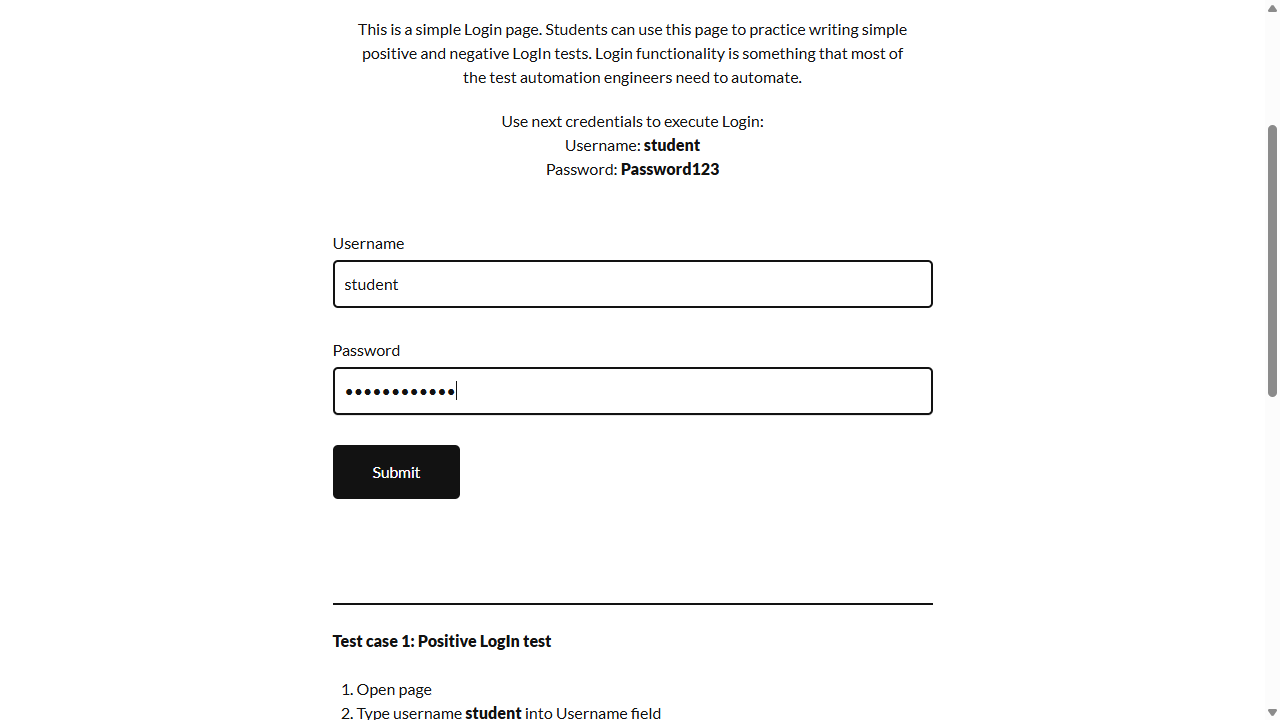 This is a simple Login page. Students can use this page to practice writing simple
positive and negative LogIn tests. Login functionality is something that most of
the test automation engineers need to automate.
Use next credentials to execute Login:
Username: student
Password: Password123
Username
student
Password
••••••••••••
Submit
Test case 1: Positive LogIn test
1. Open page
2. Type username student into Username field